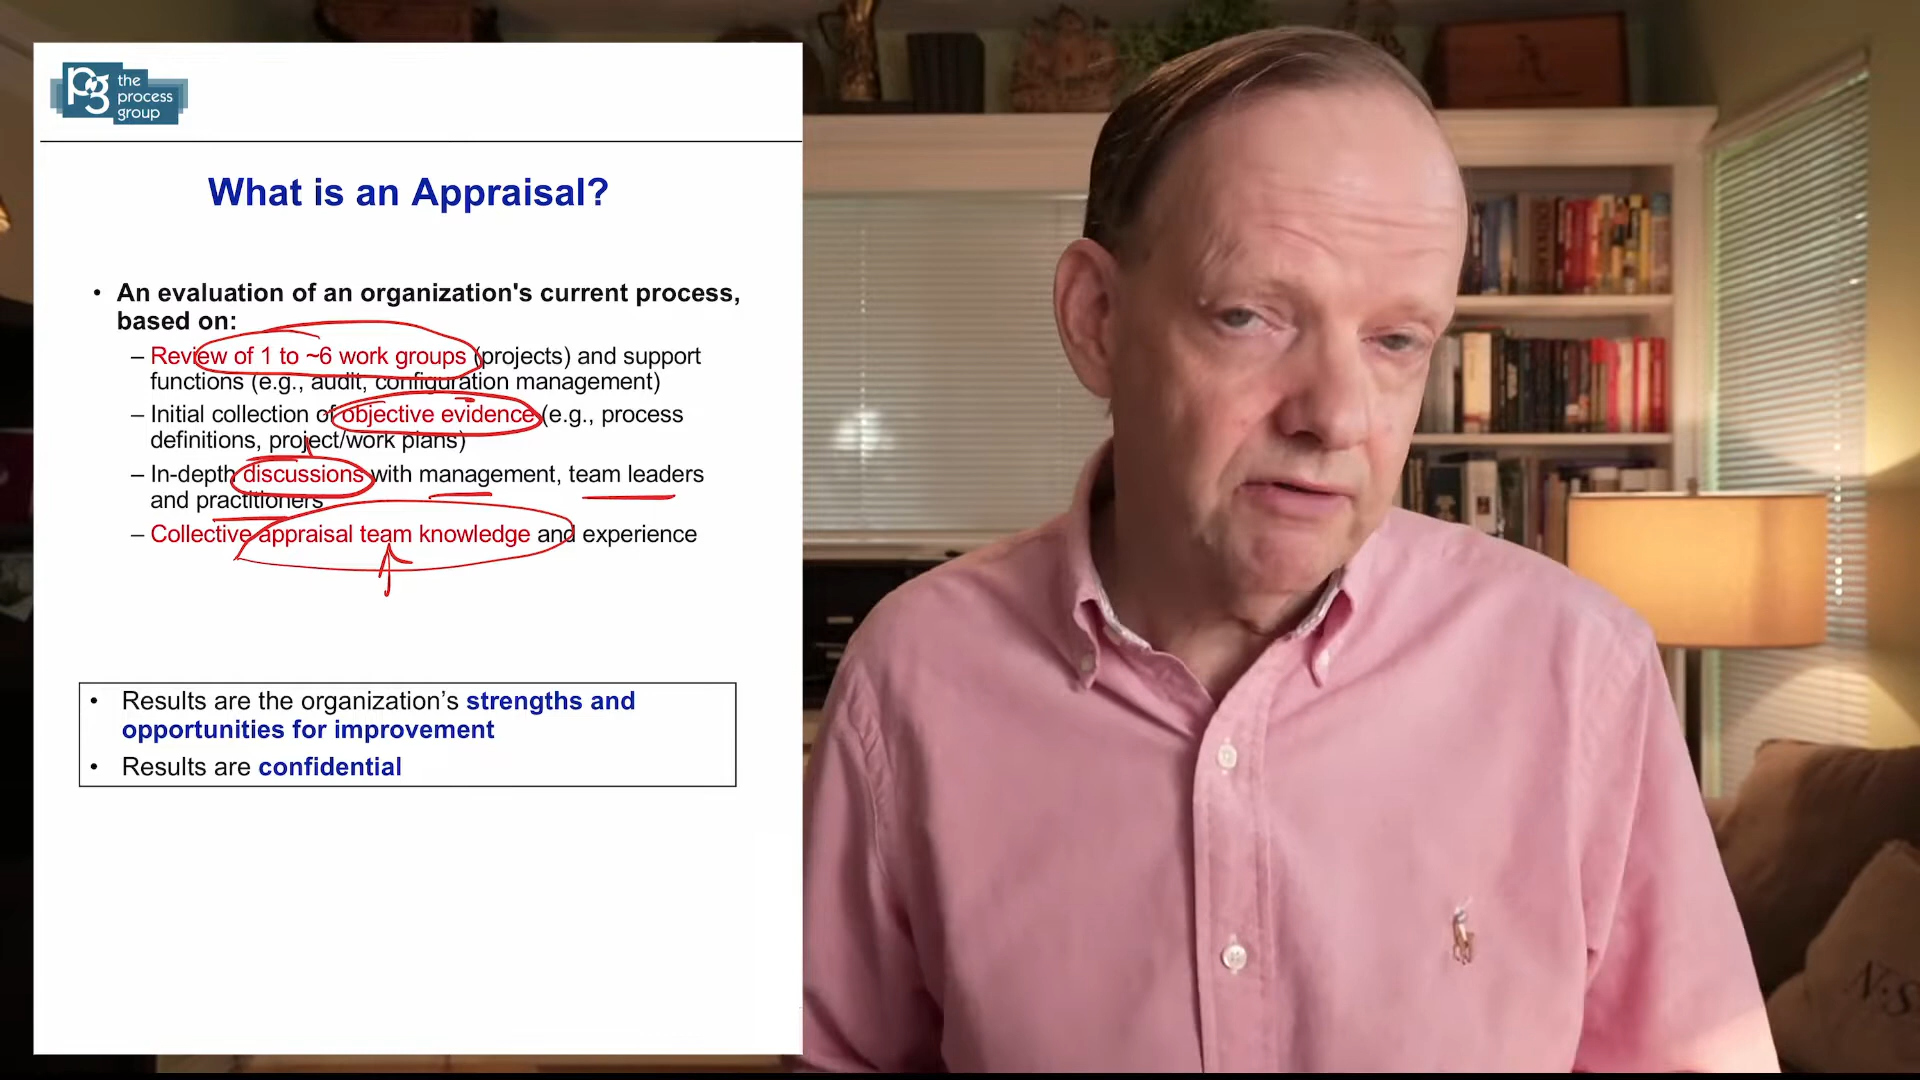 pg the
process
group
What is an Appraisal?
• An evaluation of an organization's current process,
based on:
– Review of 1 to ~6 work groups (projects) and support
functions (e.g., audit, configuration management)
– Initial collection of objective evidence (e.g., process
definitions, project/work plans)
– In-depth discussions with management, team leaders
and practitioners
– Collective appraisal team knowledge and experience
• Results are the organization’s strengths and
opportunities for improvement
• Results are confidential